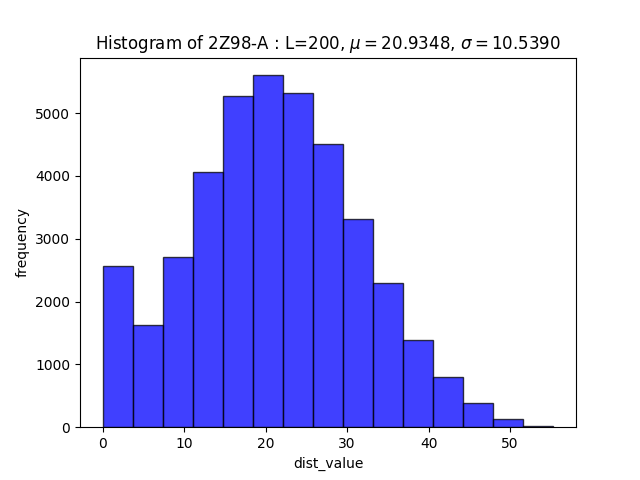 Histogram of 2Z98-A : L=200, μ = 20.9348, σ = 10.5390
frequency
5000
4000
3000
2000
1000
0
0 10 20 30 40 50
dist_value